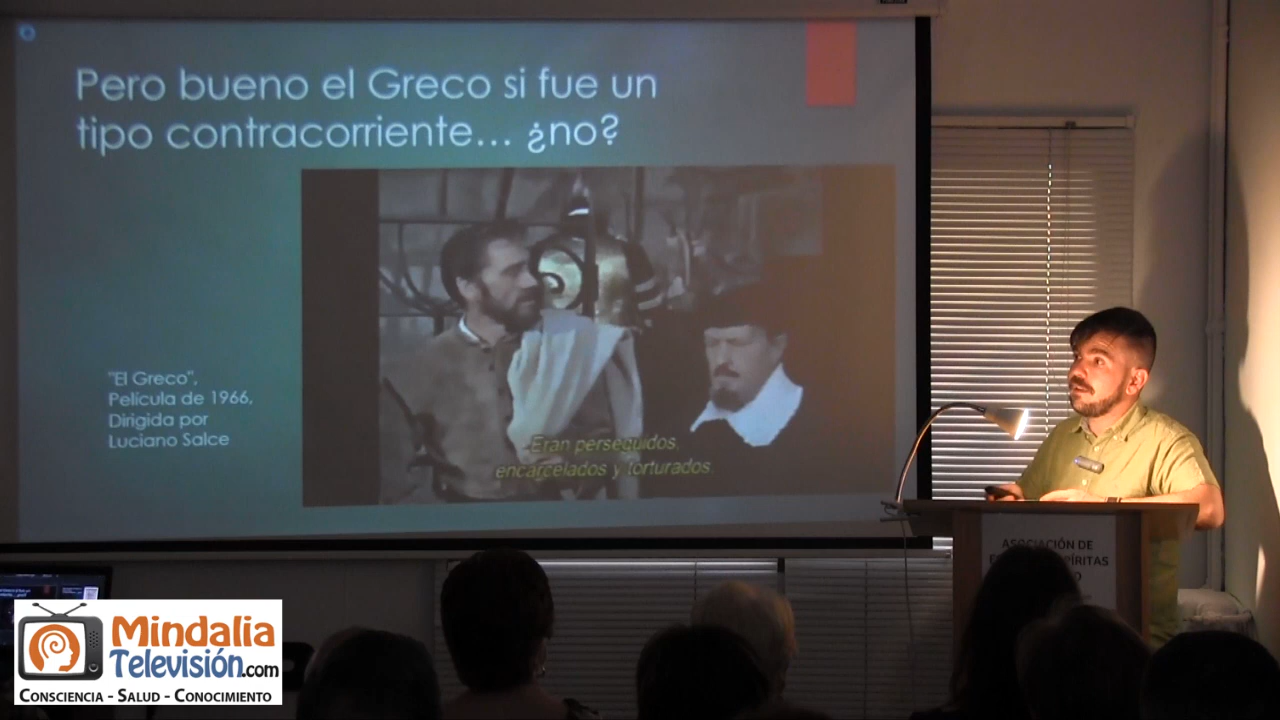 Pero bueno el Greco si fue un
tipo contracorriente... ¿no?
"El Greco",
Película de 1966,
Dirigida por
Luciano Salce
Eran perseguidos,
encarcelados y torturados.
ASOCIACIÓN DE
Mindalia
Televisión.com
CONSCIENCIA - SALUD - CONOCIMIENTO